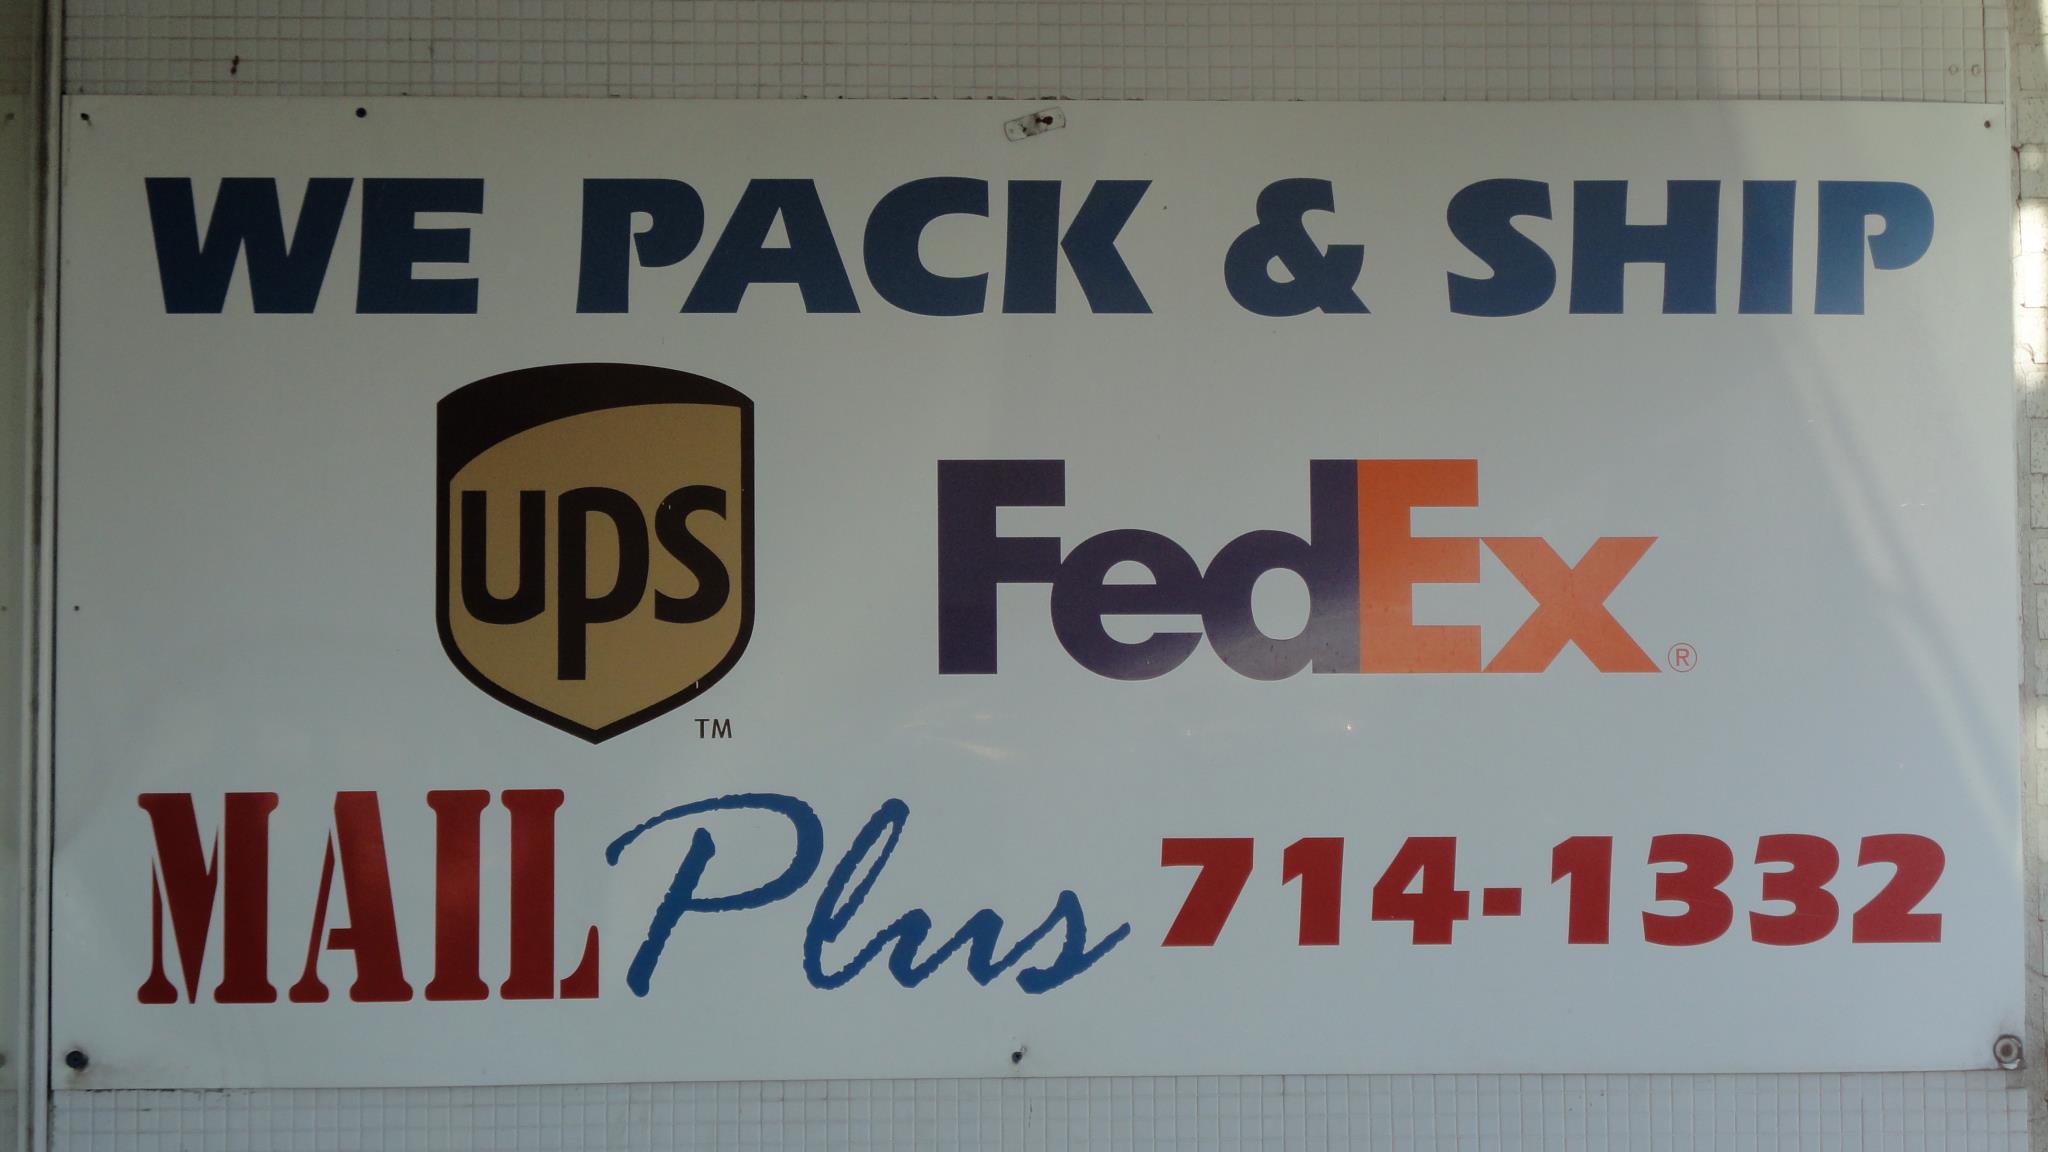 WE PACK & SHIP
ups FedEx®
TM
MAIL Plus 714-1332